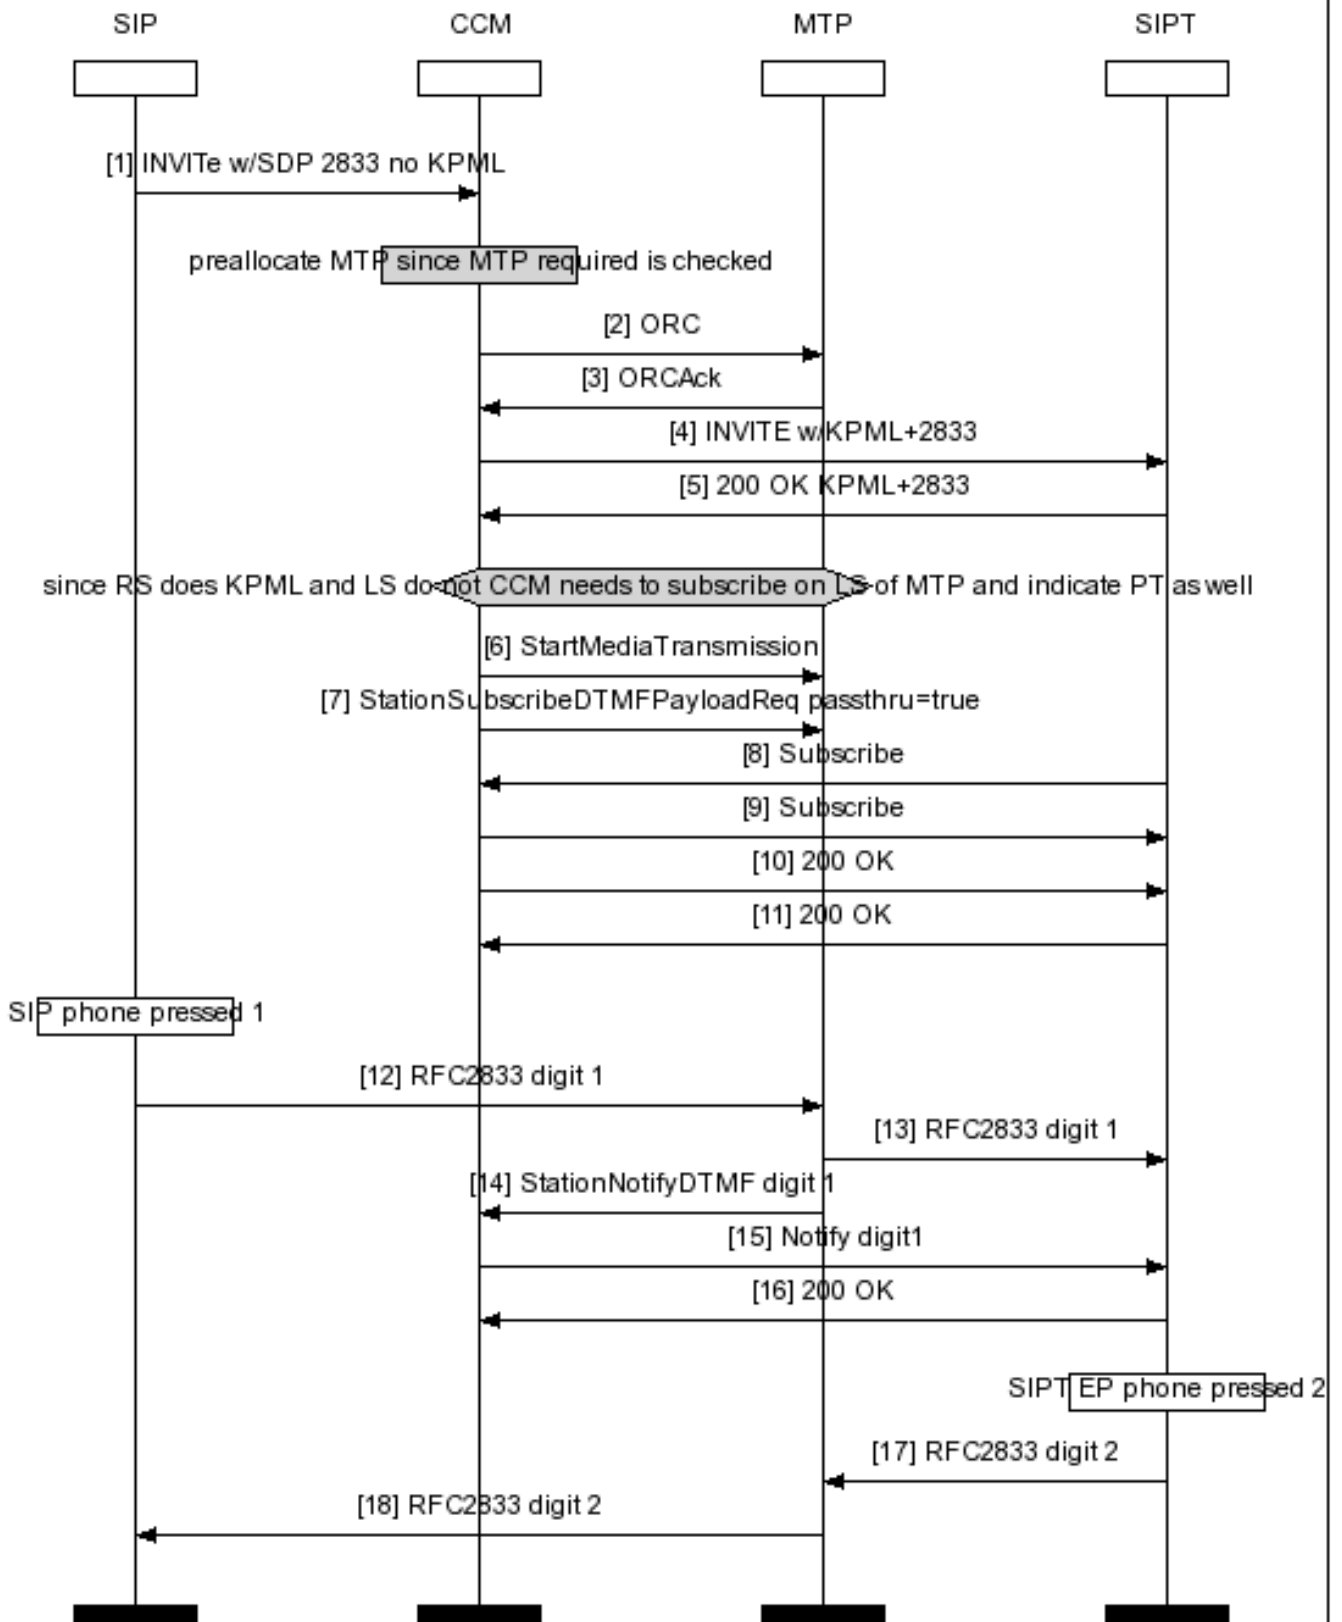 SIP CCM MTP SIPT
[1] INVITe w/SDP 2833 no KPML
preallocate MTP since MTP required is checked
[2] ORC
[3] ORCAck
[4] INVITE w/KPML+2833
[5] 200 OK KPML+2833
since RS does KPML and LS do not CCM needs to subscribe on LS of MTP and indicate PT as well
[6] StartMediaTransmission
[7] StationSubscribeDTMFPayloadReq passthru=true
[8] Subscribe
[9] Subscribe
[10] 200 OK
[11] 200 OK
SIP phone pressed 1
[12] RFC2833 digit 1
[13] RFC2833 digit 1
[14] StationNotifyDTMF digit 1
[15] Notify digit1
[16] 200 OK
SIPT EP phone pressed 2
[17] RFC2833 digit 2
[18] RFC2833 digit 2